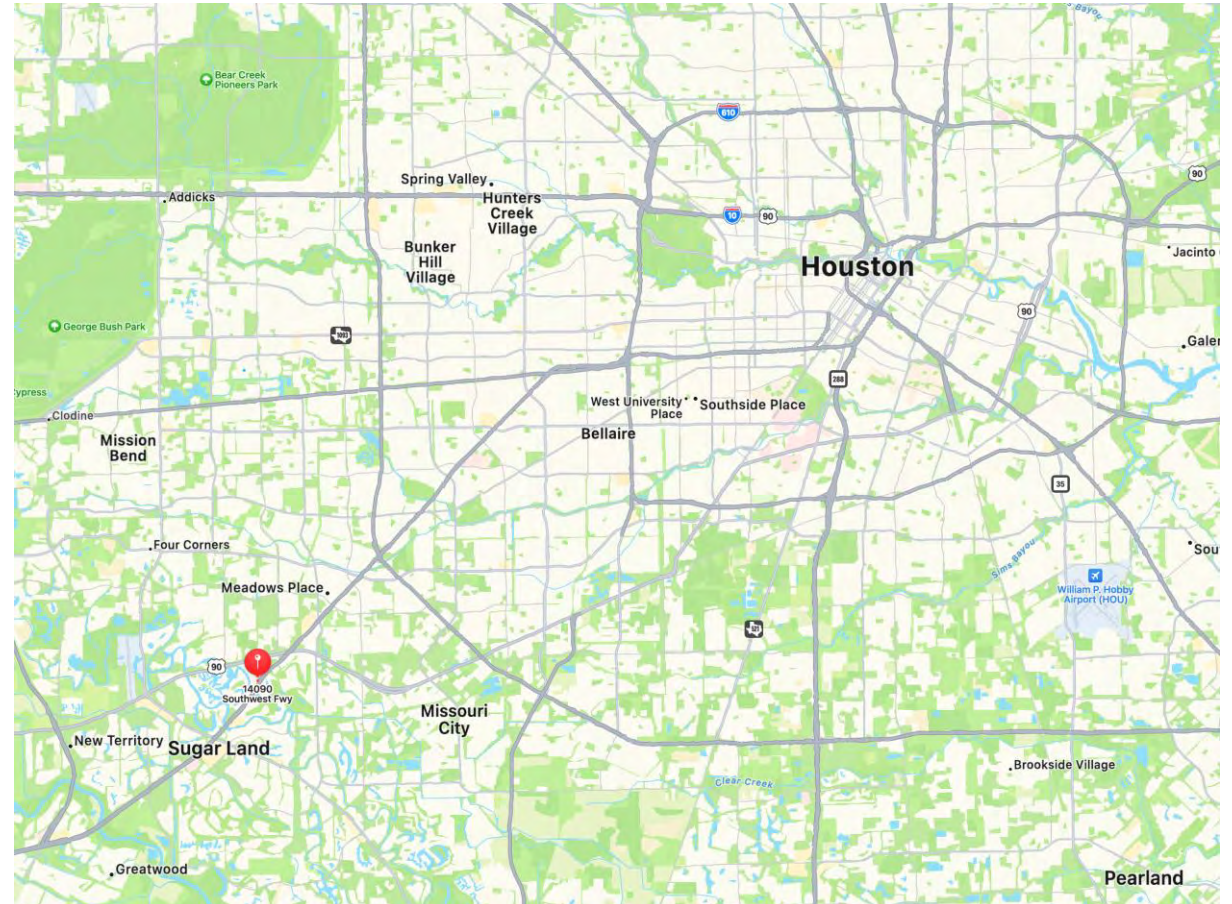 Sims Bayou
Bear Creek
Pioneers Park
610
90
Spring Valley
Addicks
Hunters
Creek
Village
10
90
Bunker
Hill
Village
Jacinto
Houston
90
George Bush Park
1093
Galen
288
Cypress
West University
Place
Southside Place
Clodine
Bellaire
Mission
Bend
35
Four Corners
Sou
Sims Bayou
Meadows Place
William P. Hobby
Airport (HOU)
90
14090
Southwest Fwy
Missouri
City
New Territory
Sugar Land
Brookside Village
Clear Creek
Greatwood
Pearland